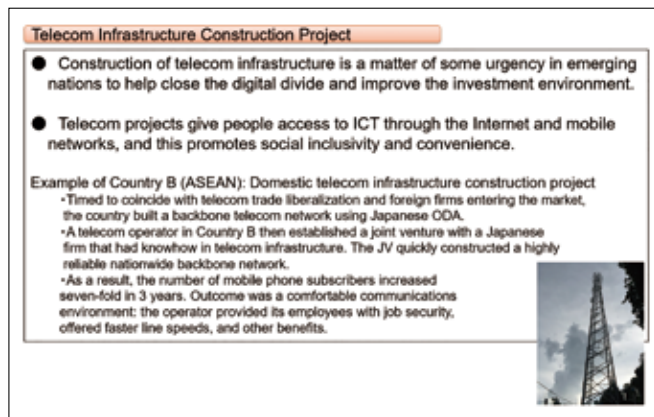 Telecom Infrastructure Construction Project
● Construction of telecom infrastructure is a matter of some urgency in emerging
nations to help close the digital divide and improve the investment environment.
● Telecom projects give people access to ICT through the Internet and mobile
networks, and this promotes social inclusivity and convenience.
Example of Country B (ASEAN): Domestic telecom infrastructure construction project
・Timed to coincide with telecom trade liberalization and foreign firms entering the market,
the country built a backbone telecom network using Japanese ODA.
・A telecom operator in Country B then established a joint venture with a Japanese
firm that had knowhow in telecom infrastructure. The JV quickly constructed a highly
reliable nationwide backbone network.
・As a result, the number of mobile phone subscribers increased
seven-fold in 3 years. Outcome was a comfortable communications
environment: the operator provided its employees with job security,
offered faster line speeds, and other benefits.